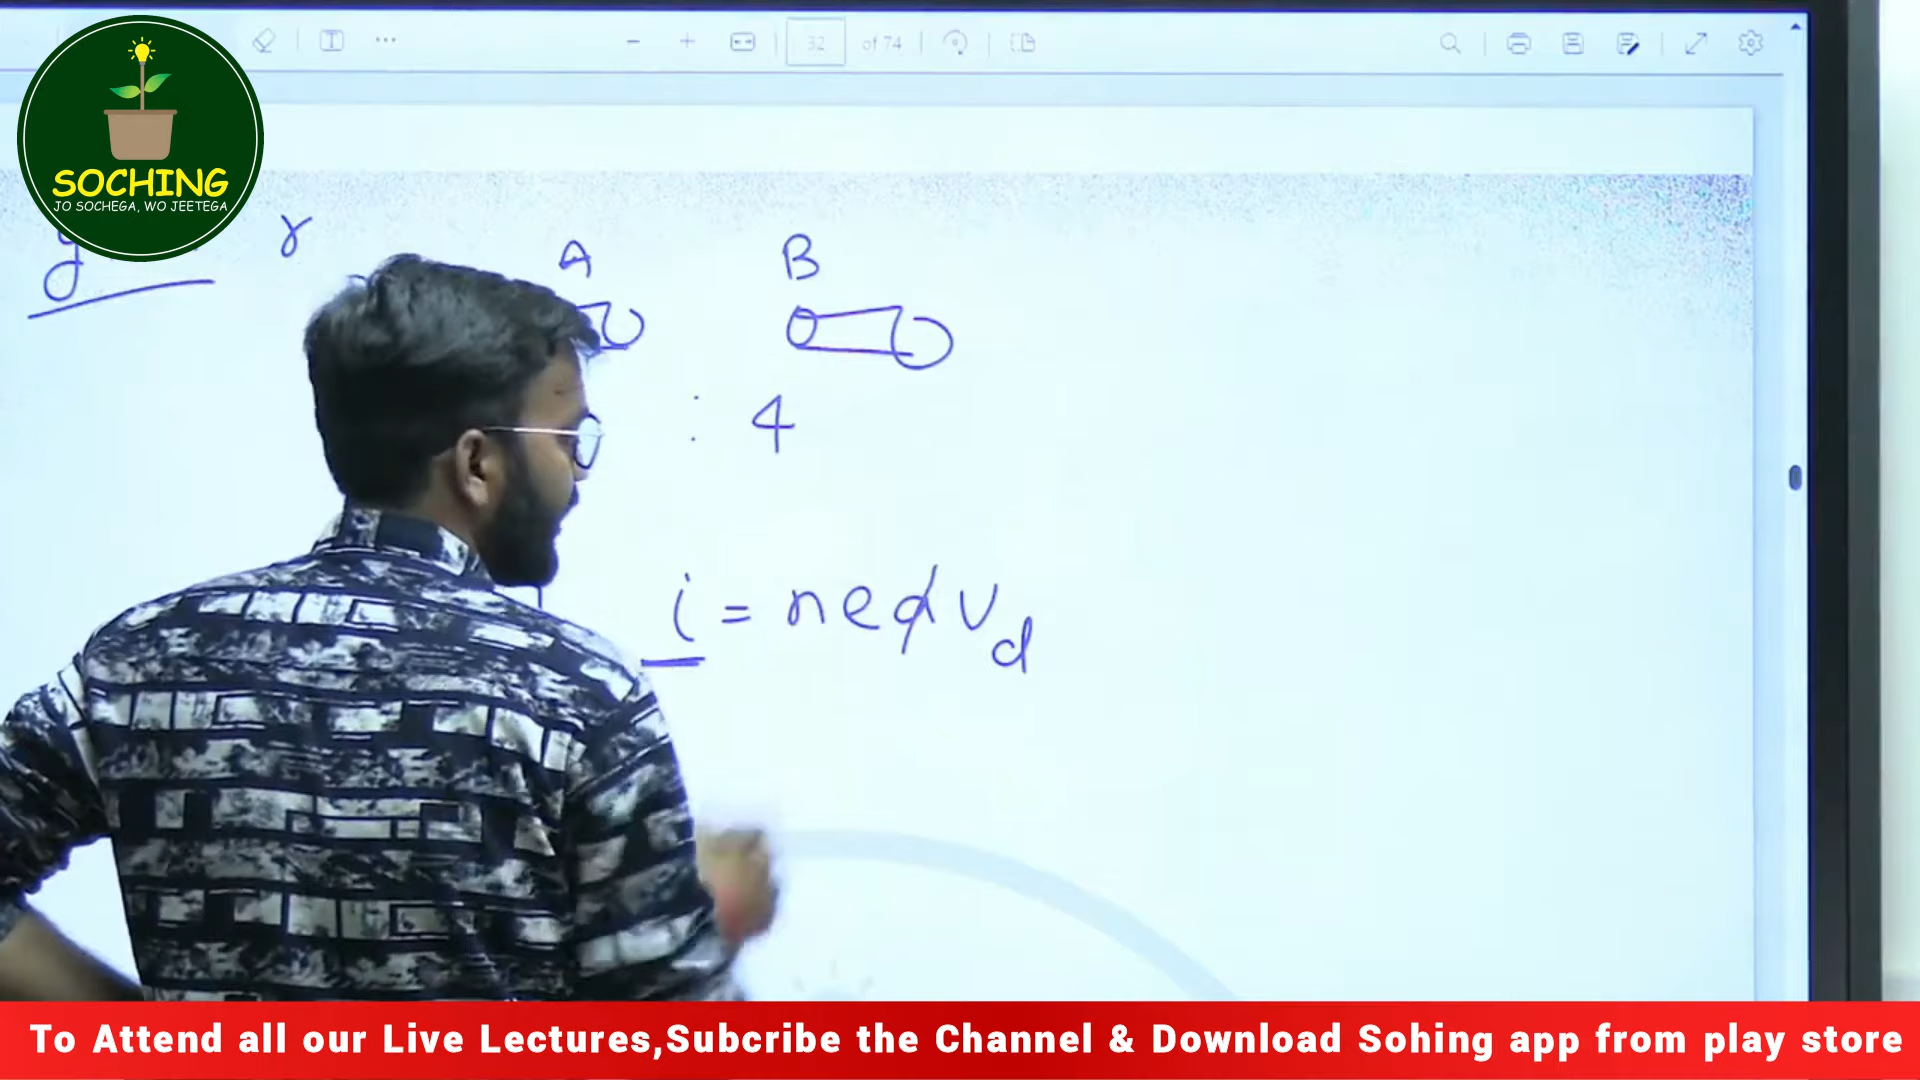 32 of 74
SOCHING
JO SOCHEGA, WO JEETEGA
r
A B
: 4
i = neAv_d
To Attend all our Live Lectures,Subcribe the Channel & Download Sohing app from play store